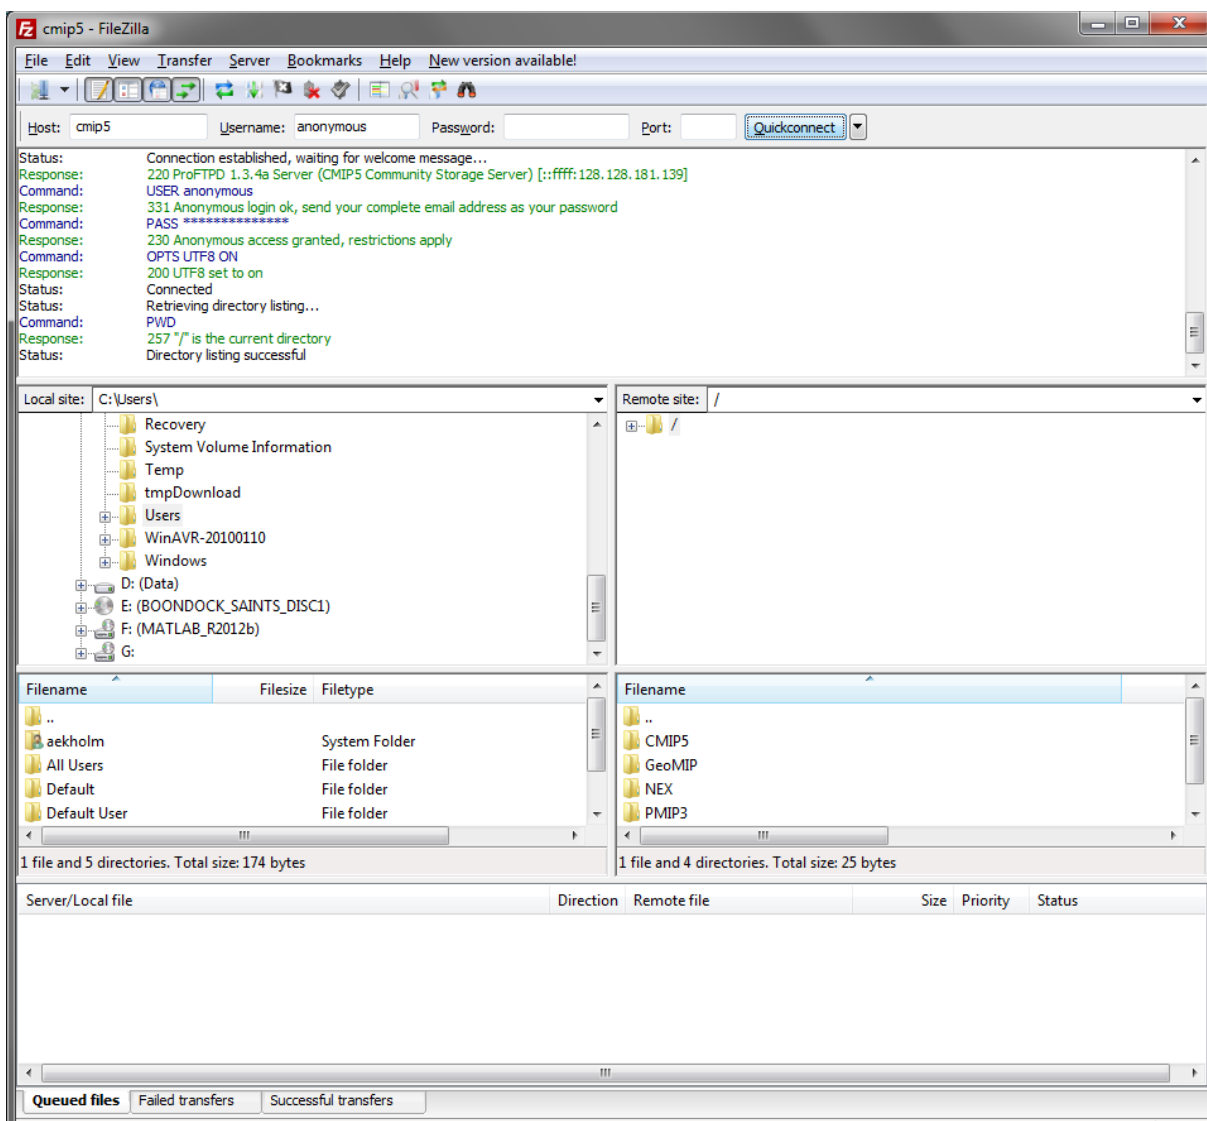 cmip5 - FileZilla
File Edit View Transfer Server Bookmarks Help New version available!
Host: cmip5 Username: anonymous Password: Port: Quickconnect
Status: Connection established, waiting for welcome message...
Response: 220 ProFTPD 1.3.4a Server (CMIP5 Community Storage Server) [::ffff:128.128.181.139]
Command: USER anonymous
Response: 331 Anonymous login ok, send your complete email address as your password
Command: PASS **************
Response: 230 Anonymous access granted, restrictions apply
Command: OPTS UTF8 ON
Response: 200 UTF8 set to on
Status: Connected
Status: Retrieving directory listing...
Command: PWD
Response: 257 "/" is the current directory
Status: Directory listing successful
Local site: C:\Users\ Remote site: /
Recovery /
System Volume Information
Temp
tmpDownload
Users
WinAVR-20100110
Windows
D: (Data)
E: (BOONDOCK_SAINTS_DISC1)
F: (MATLAB_R2012b)
G:
Filename Filesize Filetype
..
aekholm System Folder
All Users File folder
Default File folder
Default User File folder
1 file and 5 directories. Total size: 174 bytes
Filename
..
CMIP5
GeoMIP
NEX
PMIP3
1 file and 4 directories. Total size: 25 bytes
Server/Local file Direction Remote file Size Priority Status
Queued files Failed transfers Successful transfers